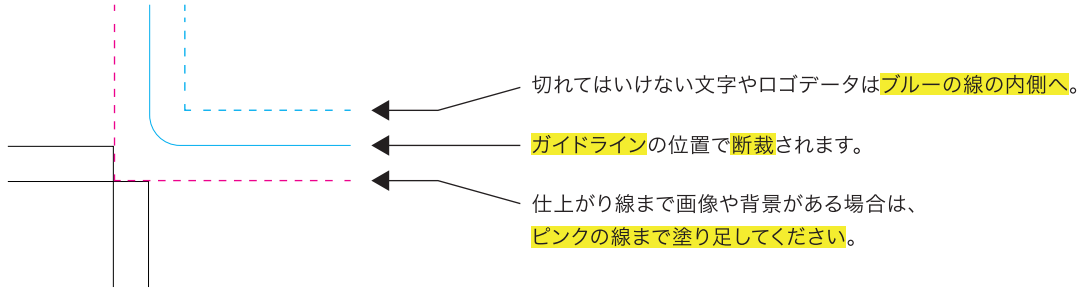 切れてはいけない文字やロゴデータはブルーの線の内側へ。
ガイドラインの位置で断裁されます。
仕上がり線まで画像や背景がある場合は、
ピンクの線まで塗り足してください。